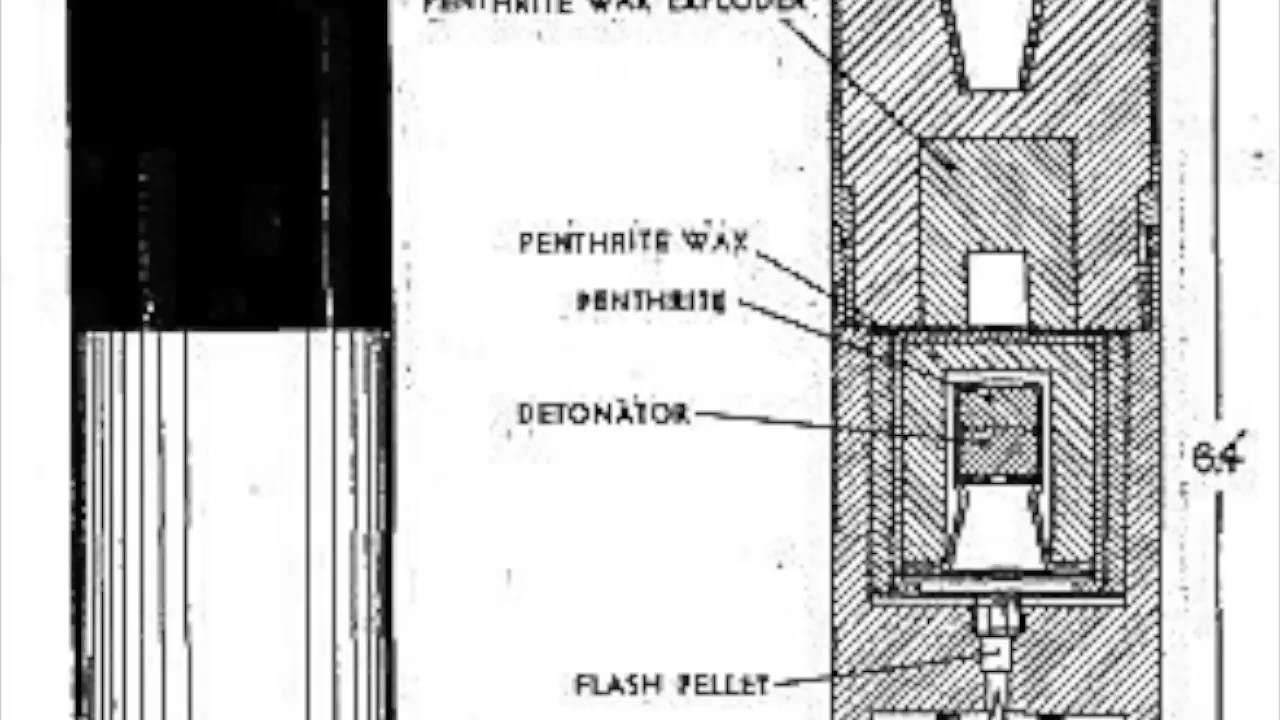 PENTHRITE WAX EXPLODER
PENTHRITE WAX
PENTHRITE
DETONATOR
6.4"
FLASH PELLET